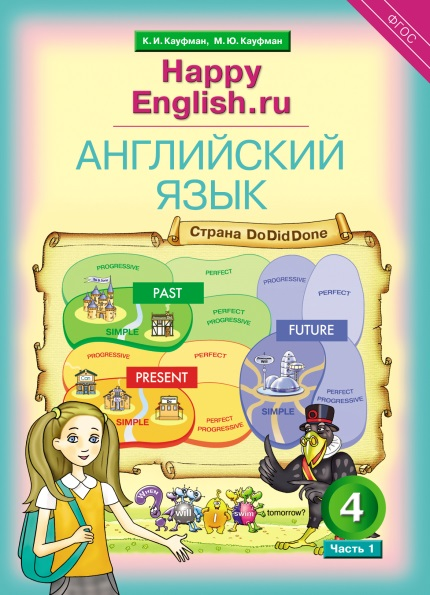 К. И. Кауфман, М. Ю. Кауфман
ФГОС
Happy
English.ru
АНГЛИЙСКИЙ
ЯЗЫК
Страна DoDidDone
PROGRESSIVE
PERFECT
PROGRESSIVE
PERFECT
PAST
PERFECT
PROGRESSIVE
SIMPLE
FUTURE
PROGRESSIVE
PERFECT
PRESENT
SIMPLE
PERFECT
PROGRESSIVE
SIMPLE
PERFECT
PROGRESSIVE
WHEN
will
I
swim
tomorrow?
4
Часть 1